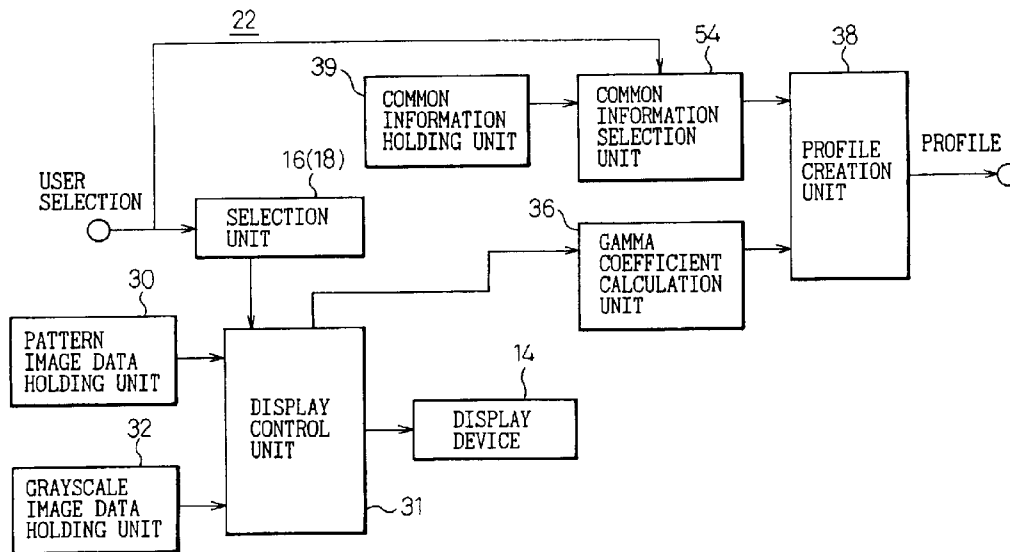 22
54
38
39
COMMON
INFORMATION
HOLDING UNIT
COMMON
INFORMATION
SELECTION
UNIT
PROFILE
CREATION
UNIT
PROFILE
16(18)
USER
SELECTION
SELECTION
UNIT
36
GAMMA
COEFFICIENT
CALCULATION
UNIT
30
PATTERN
IMAGE DATA
HOLDING UNIT
14
DISPLAY
CONTROL
UNIT
DISPLAY
DEVICE
32
GRAYSCALE
IMAGE DATA
HOLDING UNIT
31